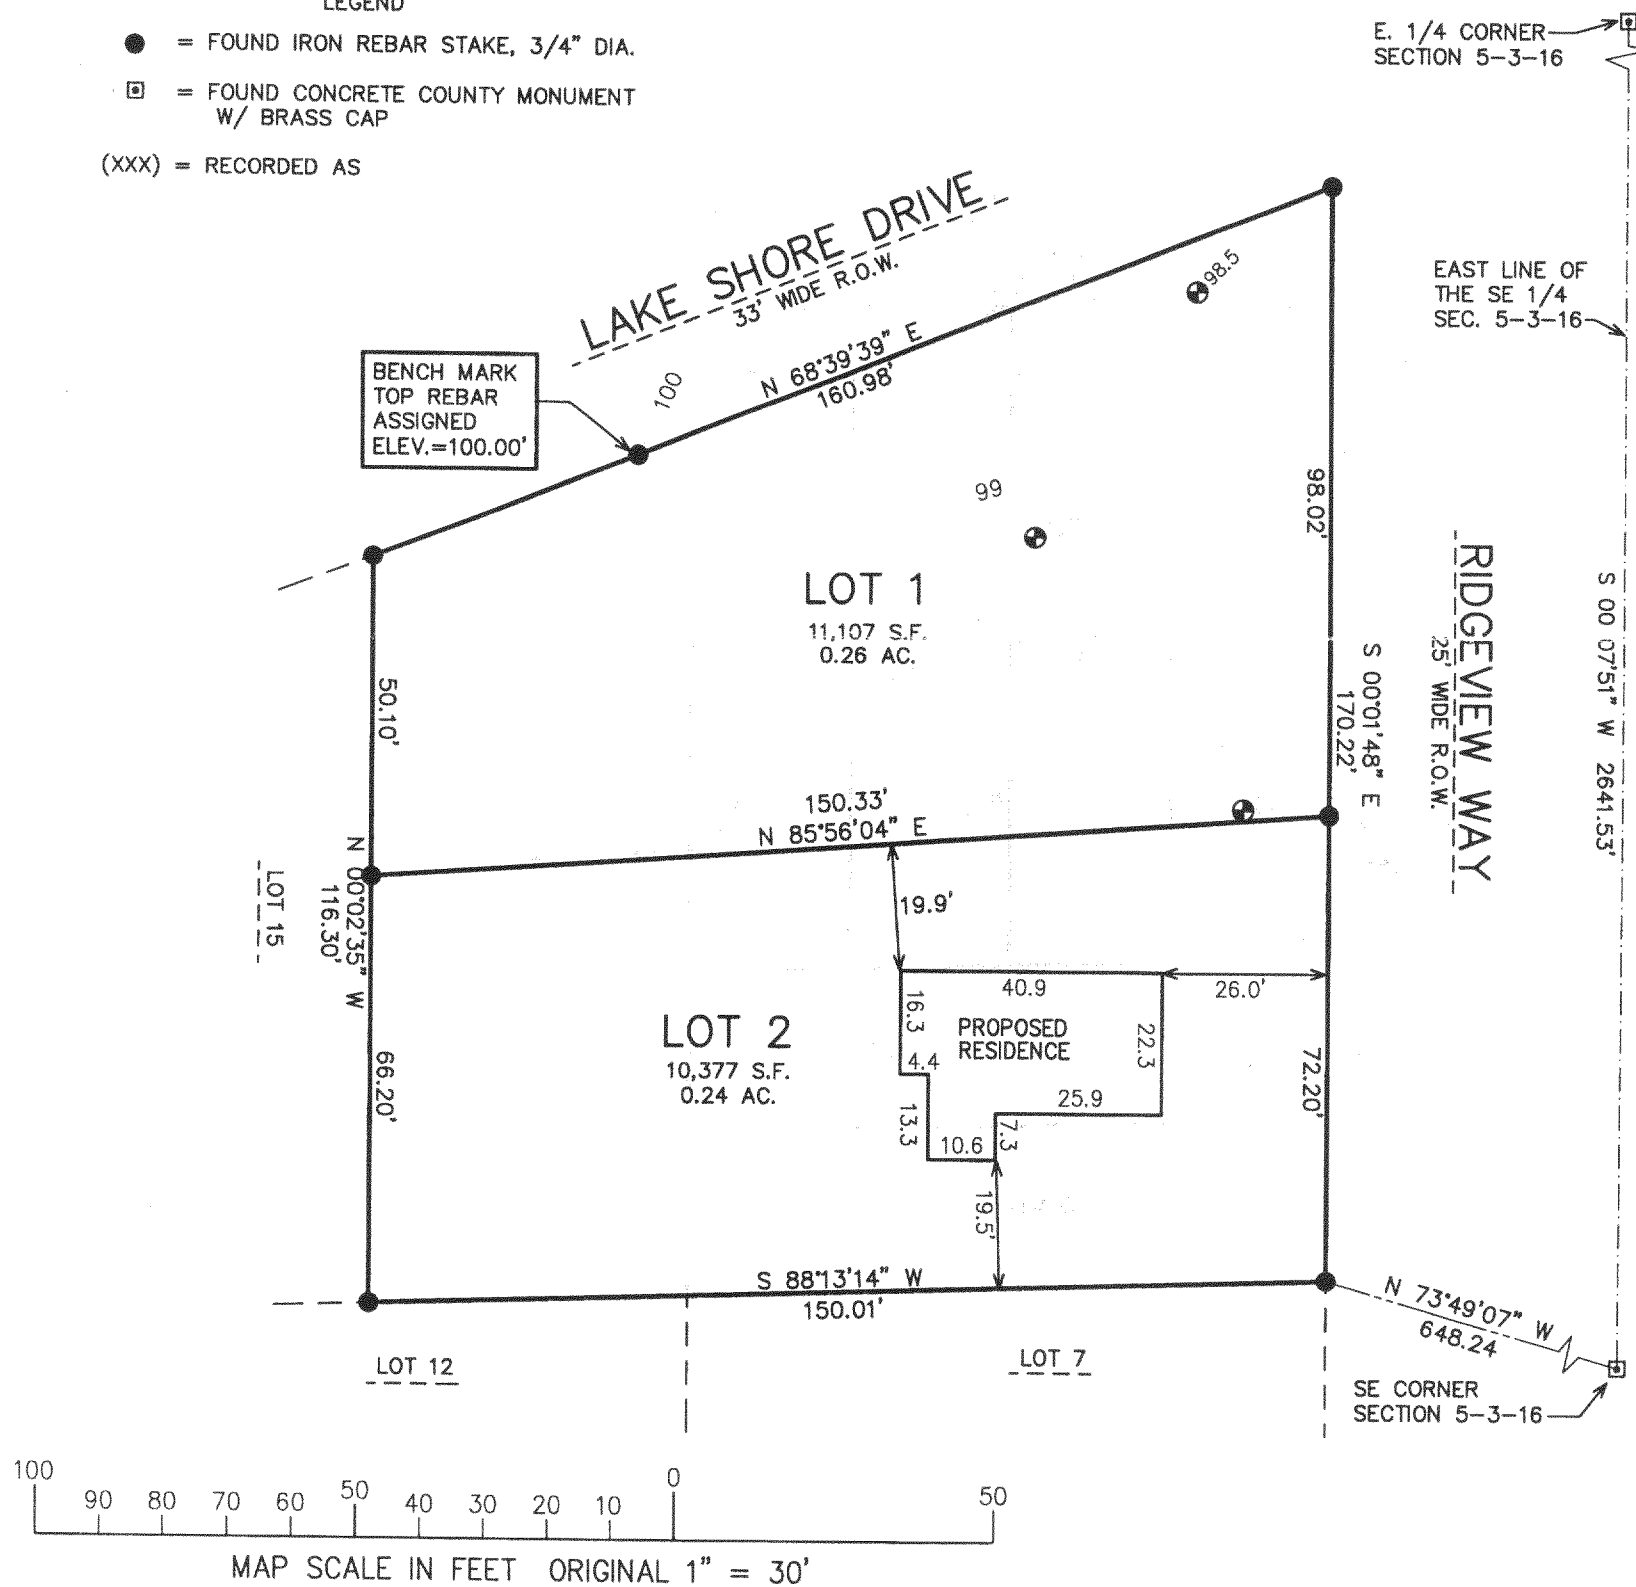 LEGEND
= FOUND IRON REBAR STAKE, 3/4" DIA.
= FOUND CONCRETE COUNTY MONUMENT
W/ BRASS CAP
(XXX) = RECORDED AS
E. 1/4 CORNER
SECTION 5-3-16
LAKE SHORE DRIVE
33' WIDE R.O.W.
98.5
EAST LINE OF
THE SE 1/4
SEC. 5-3-16
BENCH MARK
TOP REBAR
ASSIGNED
ELEV.=100.00'
100
N 68°39'39" E
160.98'
99
98.02'
LOT 1
11,107 S.F.
0.26 AC.
50.10'
S 00°01'48" E
170.22'
RIDGEVIEW WAY
25' WIDE R.O.W.
S 00 07'51" W 2641.53'
150.33'
N 85°56'04" E
LOT 15
N 00°02'35" W
116.30'
19.9'
40.9
26.0'
16.3
PROPOSED
RESIDENCE
22.3
LOT 2
10,377 S.F.
0.24 AC.
4.4
66.20'
72.20'
13.3
25.9
10.6
7.3
19.5'
S 88°13'14" W
150.01'
N 73°49'07" W
648.24
LOT 12
LOT 7
SE CORNER
SECTION 5-3-16
100 90 80 70 60 50 40 30 20 10 0 50
MAP SCALE IN FEET ORIGINAL 1" = 30'